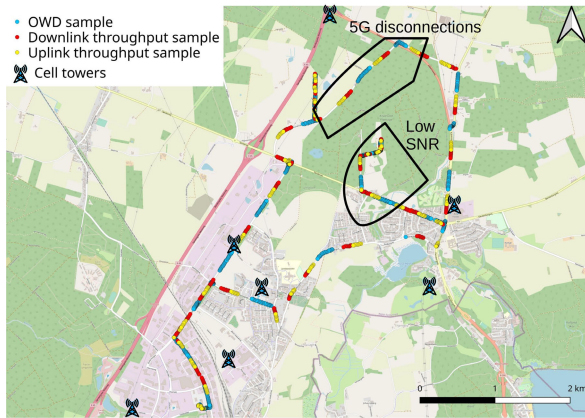 OWD sample
Downlink throughput sample
Uplink throughput sample
Cell towers
5G disconnections
Low
SNR
0 1 2 km